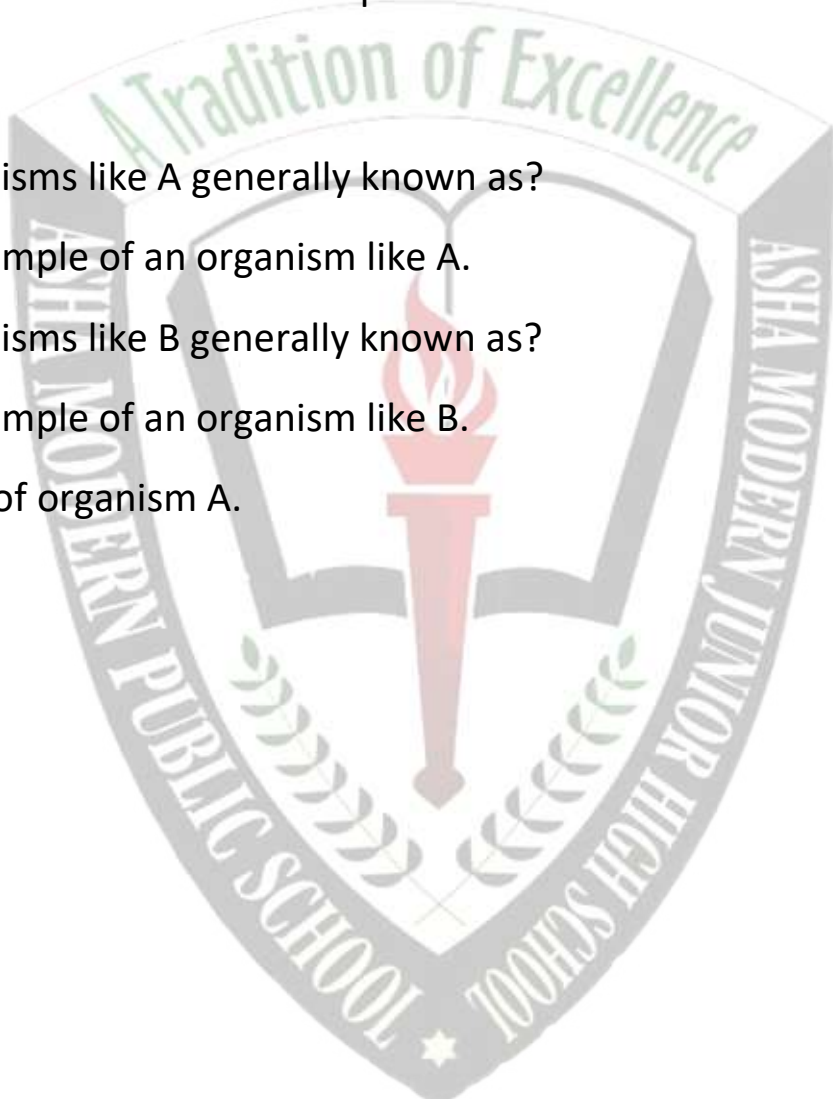 A Tradition of Excellence
isms like A generally known as?
mple of an organism like A.
isms like B generally known as?
mple of an organism like B.
of organism A.
ASHA MODERN PUBLIC SCHOOL
ASHA MODERN JUNIOR HIGH SCHOOL